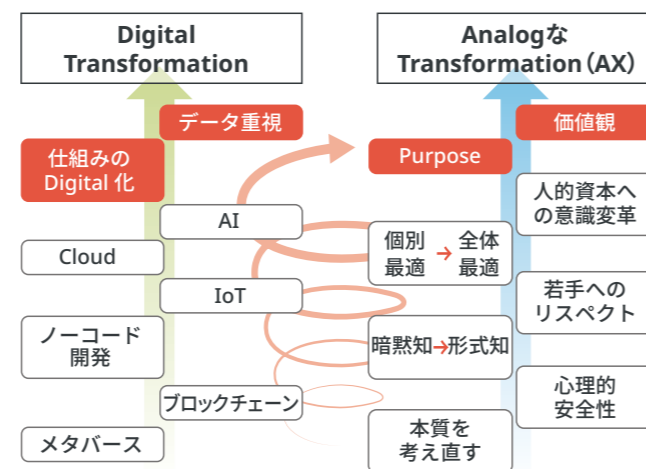 Digital
Transformation
Analogな
Transformation（AX）
データ重視
価値観
仕組みの
Digital 化
Purpose
AI
人的資本へ
の意識変革
Cloud
個別 → 全体
最適 最適
IoT
若手への
リスペクト
ノーコード
開発
暗黙知→形式知
ブロックチェーン
心理的
安全性
メタバース
本質を
考え直す